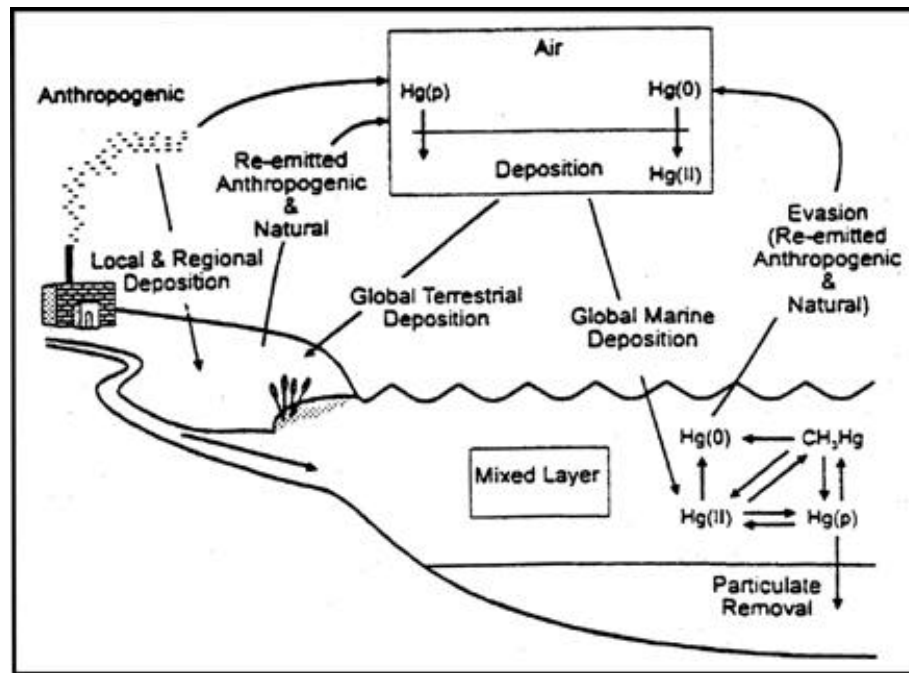 Air
Anthropogenic
Hg(p)
Hg(0)
Re-emitted
Anthropogenic
&
Natural
Deposition
Hg(II)
Local & Regional
Deposition
Global Terrestrial
Deposition
Global Marine
Deposition
Evasion
(Re-emitted
Anthropogenic
&
Natural)
Mixed Layer
Hg(0)
CH₃Hg
Hg(II)
Hg(p)
Particulate
Removal